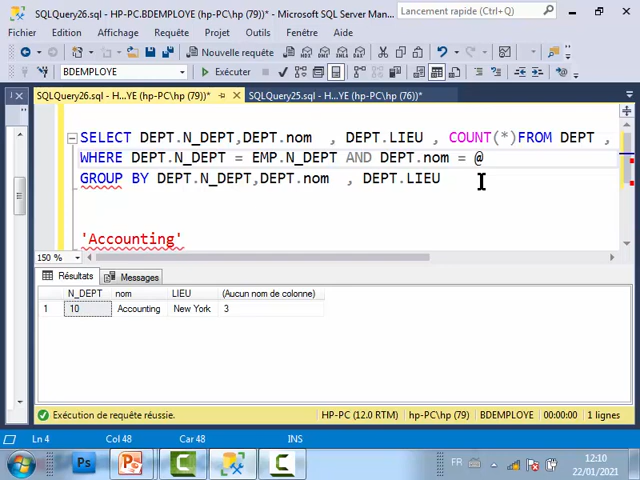 SQLQuery26.sql - HP-PC.BDEMPLOYE (hp-PC\hp (79))* - Microsoft SQL Server Man...
Lancement rapide (Ctrl+Q)
Fichier Edition Affichage Requête Projet Outils Fenêtre Aide
Nouvelle requête
BDEMPLOYE Exécuter
SQLQuery26.sql - H...YE (hp-PC\hp (79))* SQLQuery25.sql - H...YE (hp-PC\hp (76))*
SELECT DEPT.N_DEPT,DEPT.nom , DEPT.LIEU , COUNT(*)FROM DEPT ,
WHERE DEPT.N_DEPT = EMP.N_DEPT AND DEPT.nom = @
GROUP BY DEPT.N_DEPT,DEPT.nom , DEPT.LIEU
'Accounting'
150 %
Résultats Messages
N_DEPT nom LIEU (Aucun nom de colonne)
1 10 Accounting New York 3
Exécution de requête réussie. HP-PC (12.0 RTM) hp-PC\hp (79) BDEMPLOYE 00:00:00 1 lignes
Ln 4 Col 48 Car 48 INS
Ps P C C
FR 12:10
22/01/2021